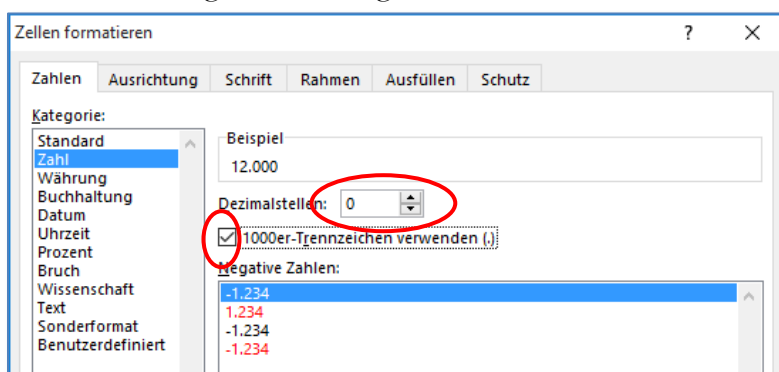 Zellen formatieren ? ×
Zahlen Ausrichtung Schrift Rahmen Ausfüllen Schutz
Kategorie:
Standard
Zahl
Währung
Buchhaltung
Datum
Uhrzeit
Prozent
Bruch
Wissenschaft
Text
Sonderformat
Benutzerdefiniert
Beispiel
12.000
Dezimalstellen: 0
1000er-Trennzeichen verwenden (.)
Negative Zahlen:
-1.234
1.234
-1.234
-1.234